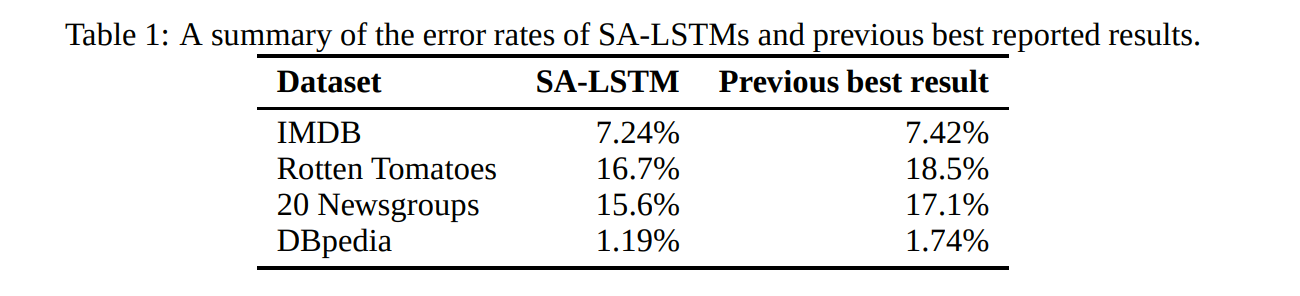 Table 1: A summary of the error rates of SA-LSTMs and previous best reported results.
Dataset SA-LSTM Previous best result
IMDB 7.24% 7.42%
Rotten Tomatoes 16.7% 18.5%
20 Newsgroups 15.6% 17.1%
DBpedia 1.19% 1.74%